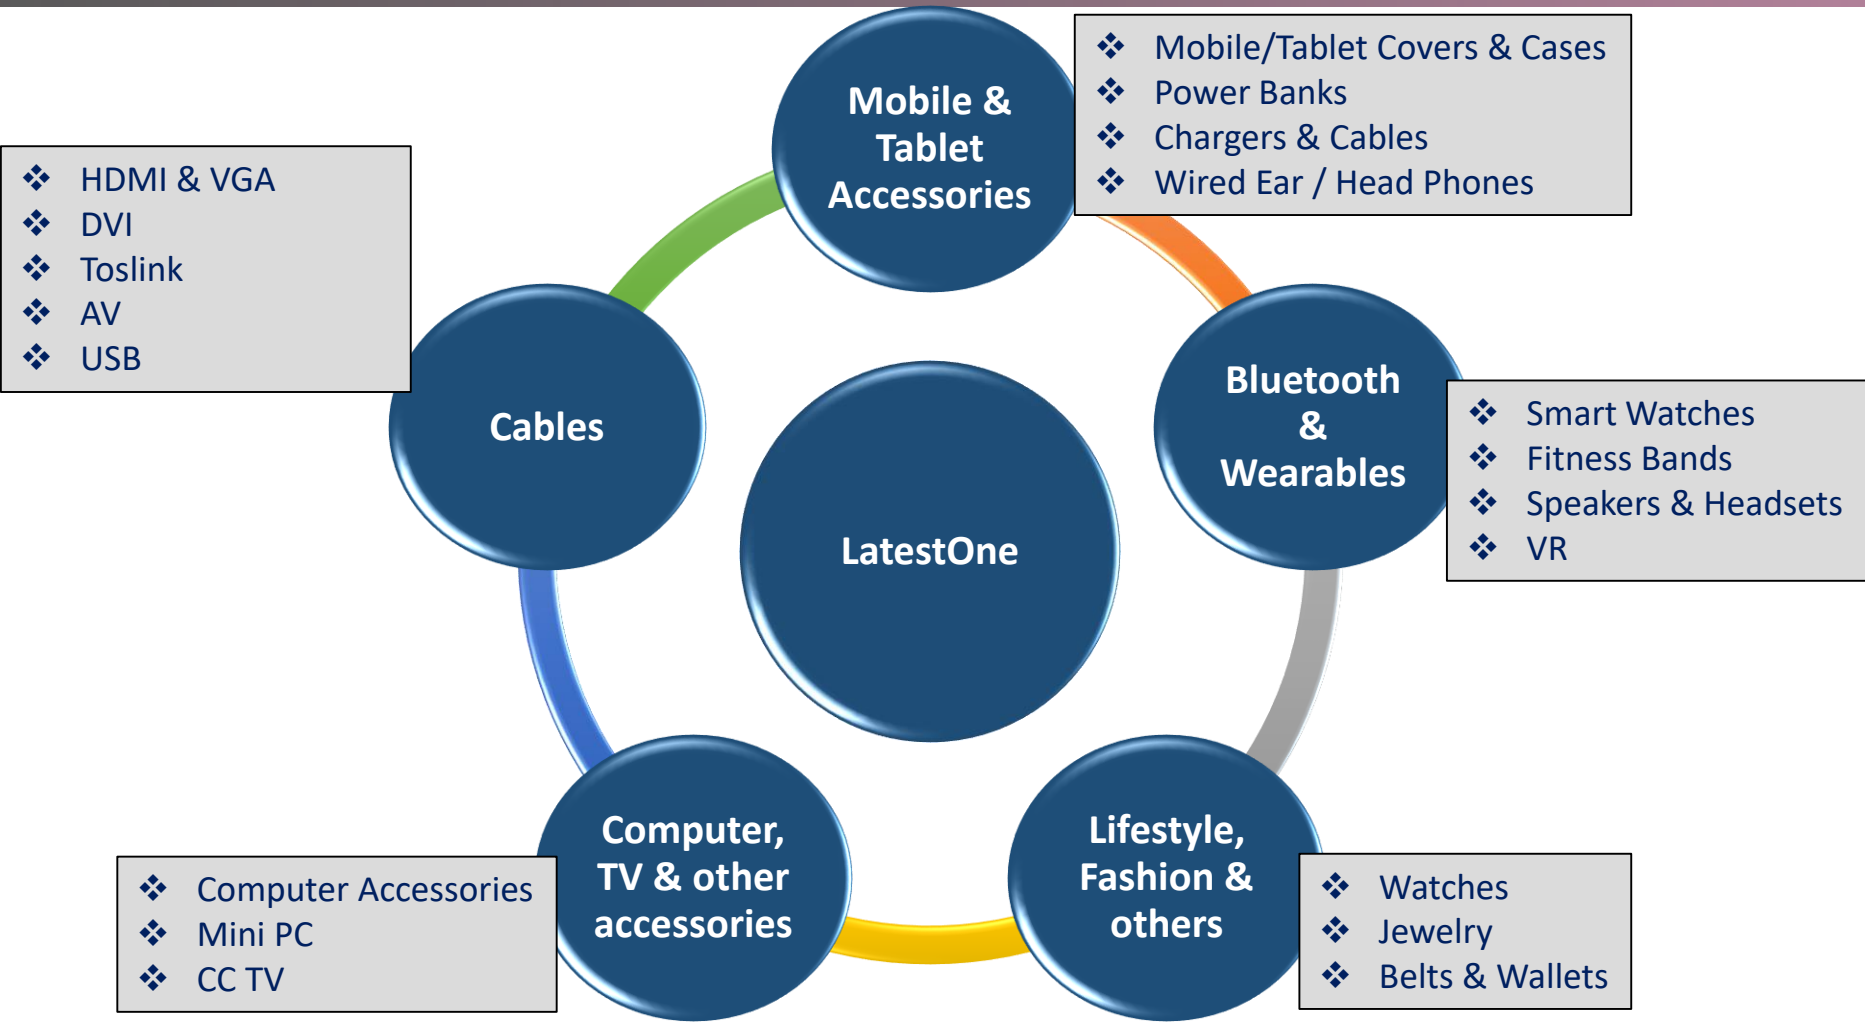 Mobile &
Tablet
Accessories
❖ Mobile/Tablet Covers & Cases
❖ Power Banks
❖ Chargers & Cables
❖ Wired Ear / Head Phones
❖ HDMI & VGA
❖ DVI
❖ Toslink
❖ AV
❖ USB
Cables
Bluetooth
&
Wearables
❖ Smart Watches
❖ Fitness Bands
❖ Speakers & Headsets
❖ VR
LatestOne
Computer,
TV & other
accessories
❖ Computer Accessories
❖ Mini PC
❖ CC TV
Lifestyle,
Fashion &
others
❖ Watches
❖ Jewelry
❖ Belts & Wallets